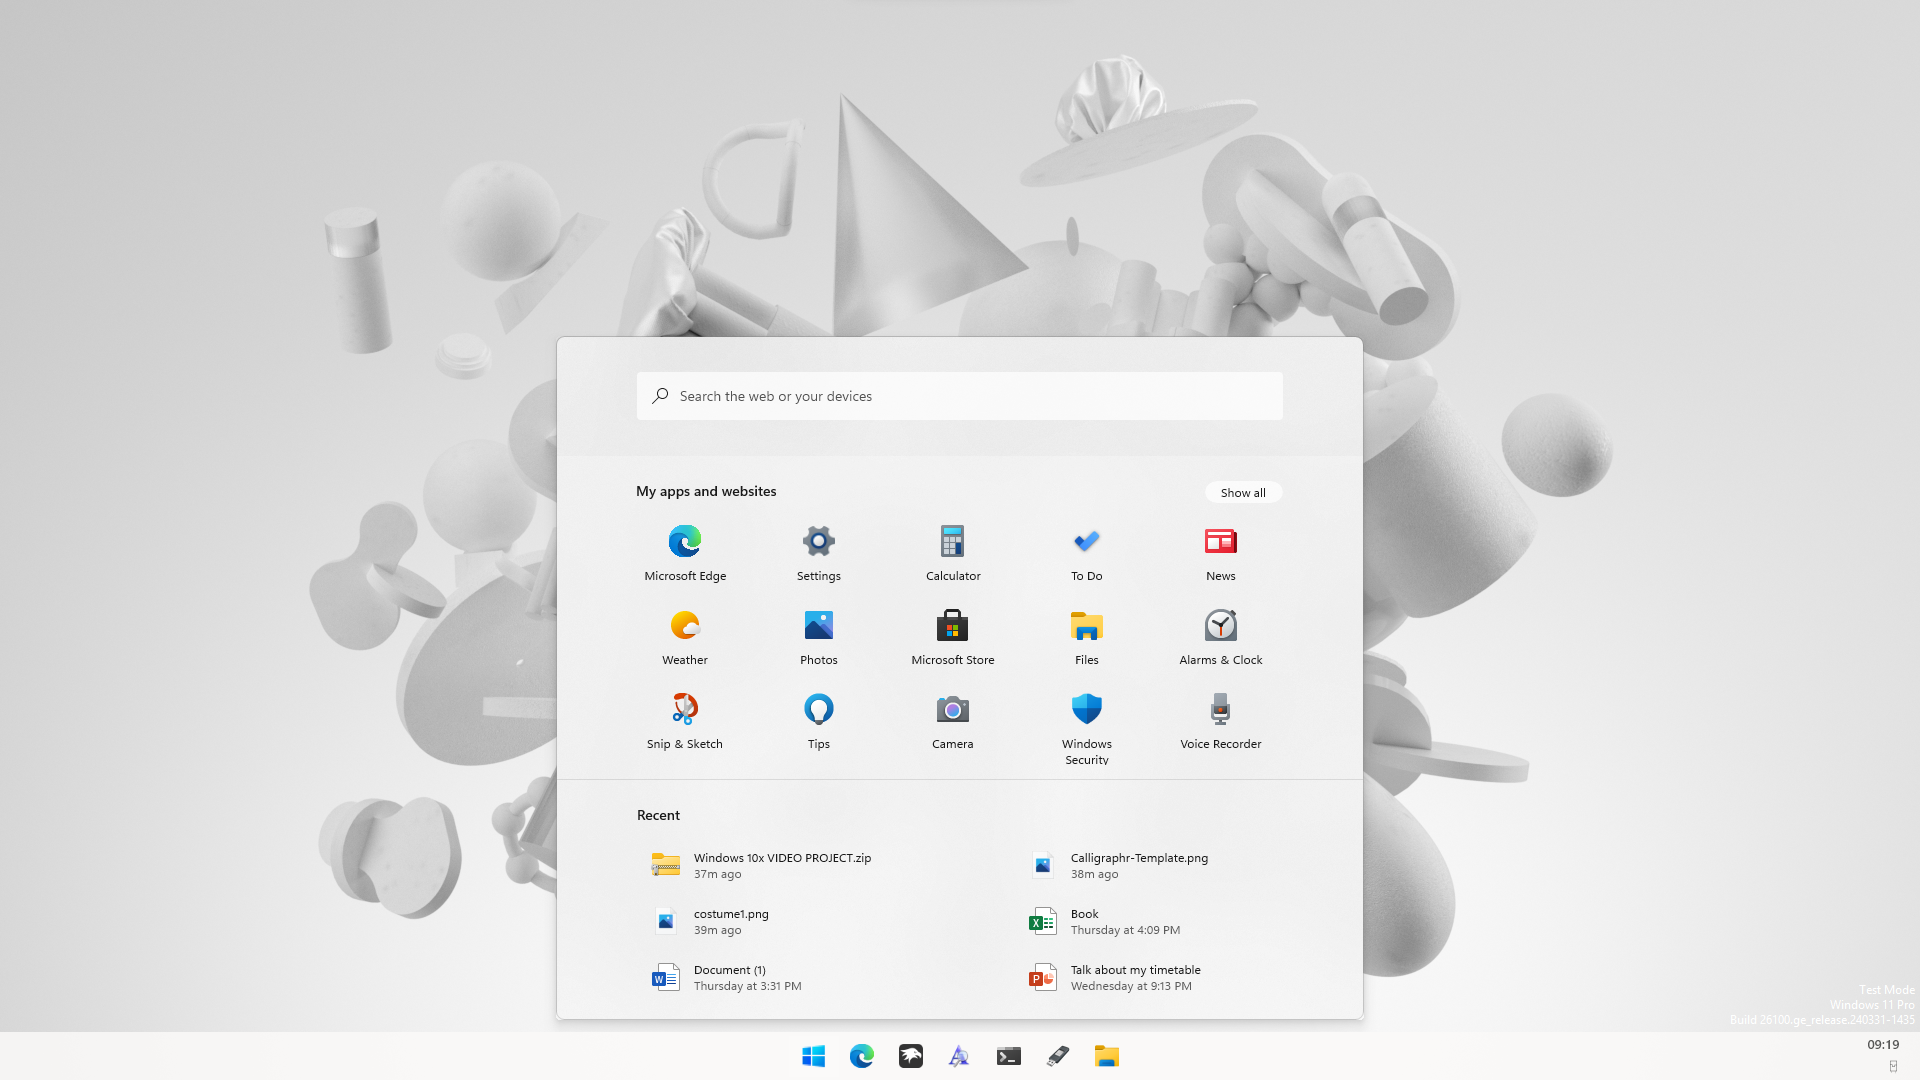 Search the web or your devices
My apps and websites
Show all
Microsoft Edge
Settings
Calculator
To Do
News
Weather
Photos
Microsoft Store
Files
Alarms & Clock
Snip & Sketch
Tips
Camera
Windows
Security
Voice Recorder
Recent
Windows 10x VIDEO PROJECT.zip
37m ago
Calligraphr-Template.png
38m ago
costume1.png
39m ago
Book
Thursday at 4:09 PM
Document (1)
Thursday at 3:31 PM
Talk about my timetable
Wednesday at 9:13 PM
Test Mode
Windows 11 Pro
Build 26100.ge_release.240331-1435
09:19